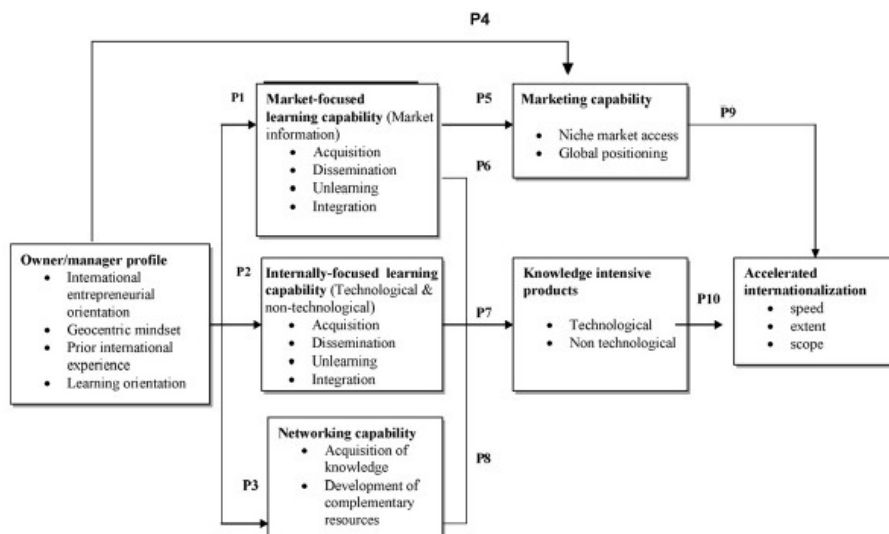 P4
P1
Market-focused
learning capability (Market
information)
• Acquisition
• Dissemination
• Unlearning
• Integration
P5
P6
Marketing capability
• Niche market access
• Global positioning
P9
Owner/manager profile
• International
entrepreneurial
orientation
• Geocentric mindset
• Prior international
experience
• Learning orientation
P2
Internally-focused learning
capability (Technological &
non-technological)
• Acquisition
• Dissemination
• Unlearning
• Integration
P7
Knowledge intensive
products
• Technological
• Non technological
P10
Accelerated
internationalization
• speed
• extent
• scope
P3
Networking capability
• Acquisition of
knowledge
• Development of
complementary
resources
P8